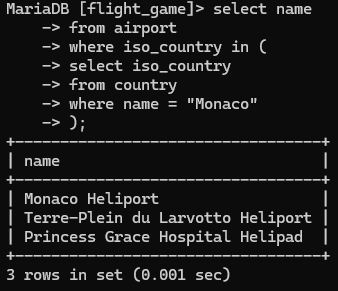 MariaDB [flight_game]> select name
    -> from airport
    -> where iso_country in (
    -> select iso_country
    -> from country
    -> where name = "Monaco"
    -> );
+----------------------------------+
| name                             |
+----------------------------------+
| Monaco Heliport                  |
| Terre-Plein du Larvotto Heliport |
| Princess Grace Hospital Helipad  |
+----------------------------------+
3 rows in set (0.001 sec)